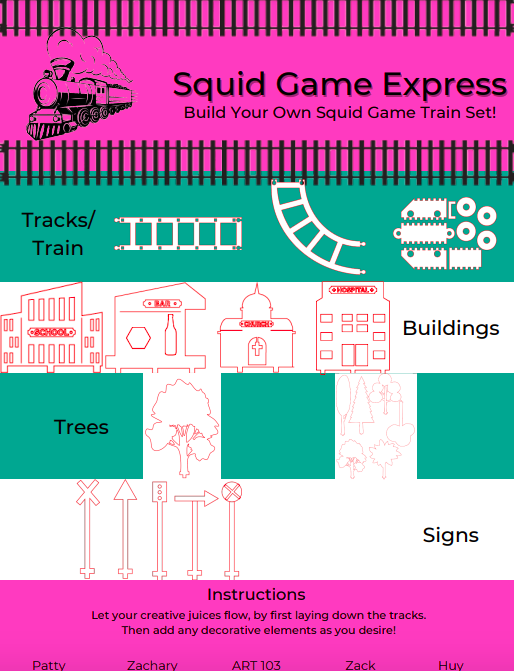 Squid Game Express
Build Your Own Squid Game Train Set!
Tracks/
Train
SCHOOL
BAR
CHURCH
HOSPITAL
Buildings
Trees
Signs
Instructions
Let your creative juices flow, by first laying down the tracks.
Then add any decorative elements as you desire!
Patty Zachary ART 103 Zack Huy